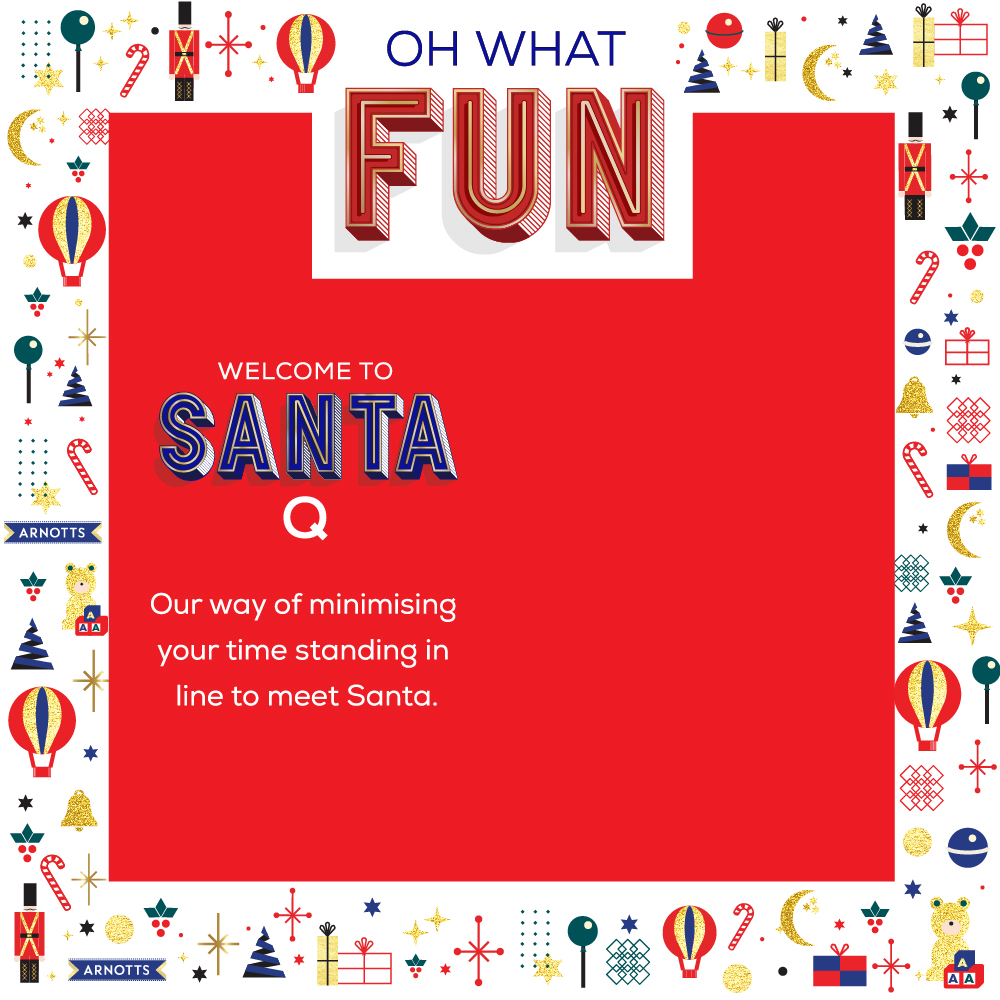 OH WHAT
FUN
WELCOME TO
SANTA
Q
Our way of minimising
your time standing in
line to meet Santa.
ARNOTTS
A
A A
ARNOTTS
A
A A